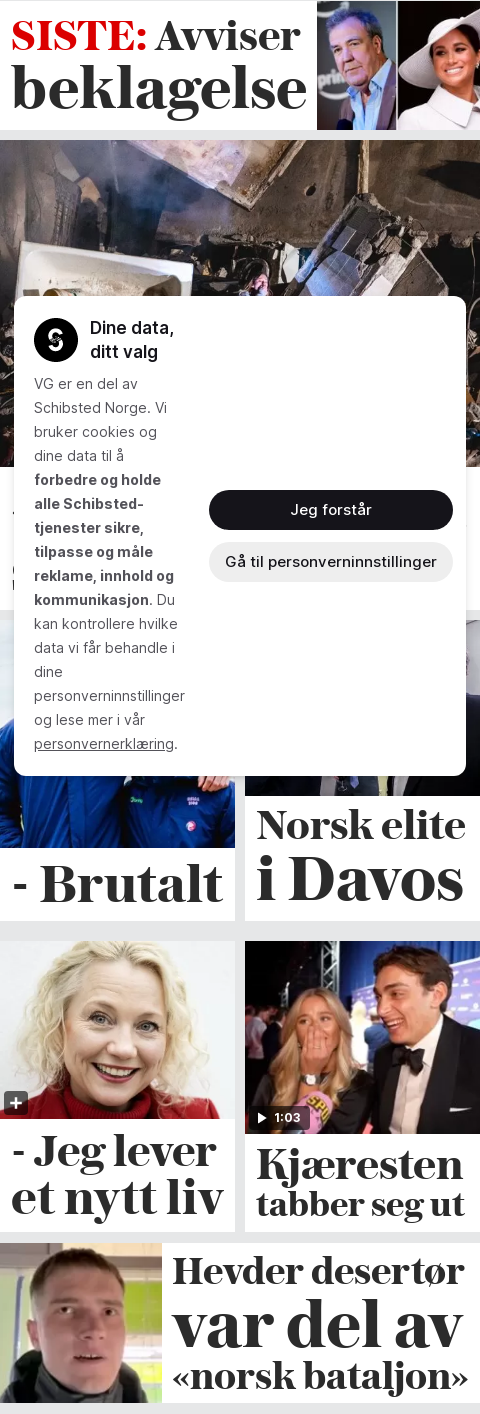 SISTE: Avviser
beklagelse
Dine data,
ditt valg
VG er en del av
Schibsted Norge. Vi
bruker cookies og
dine data til å
forbedre og holde
alle Schibsted-
tjenester sikre,
tilpasse og måle
reklame, innhold og
kommunikasjon. Du
kan kontrollere hvilke
data vi får behandle i
dine
personverninnstillinger
og lese mer i vår
personvernerklæring.
Jeg forstår
Gå til personverninnstillinger
- Brutalt
Norsk elite
i Davos
- Jeg lever
et nytt liv
1:03
Kjæresten
tabber seg ut
Hevder desertør
var del av
«norsk bataljon»